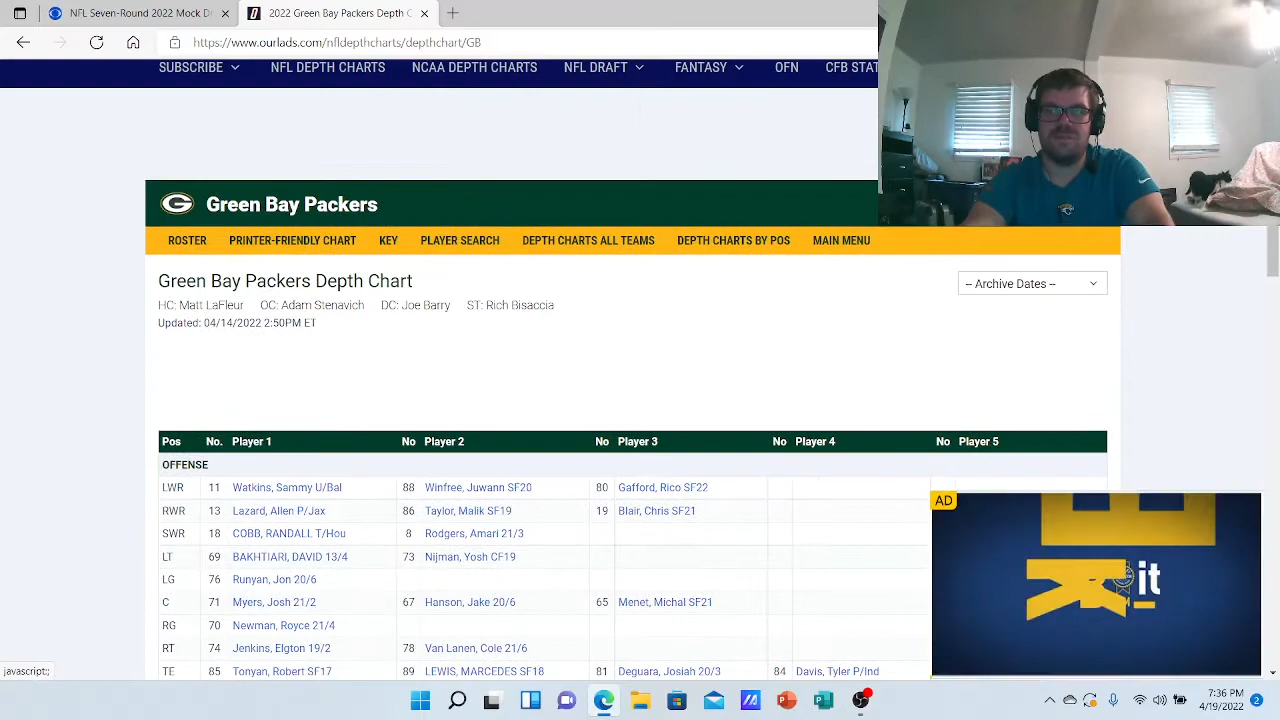 NFL Seven-Round 2022 Mock Dr
2022 Green Bay Packers Depth C
https://www.ourlads.com/nfldepthcharts/depthchart/GB
SUBSCRIBE NFL DEPTH CHARTS NCAA DEPTH CHARTS NFL DRAFT FANTASY OFN CFB STAT
G Green Bay Packers
ROSTER PRINTER-FRIENDLY CHART KEY PLAYER SEARCH DEPTH CHARTS ALL TEAMS DEPTH CHARTS BY POS MAIN MENU
Green Bay Packers Depth Chart
-- Archive Dates --
HC: Matt LaFleur OC: Adam Stenavich DC: Joe Barry ST: Rich Bisaccia
Updated: 04/14/2022 2:50PM ET
Pos No. Player 1 No Player 2 No Player 3 No Player 4 No Player 5
OFFENSE
LWR 11 Watkins, Sammy U/Bal 88 Winfree, Juwann SF20 80 Gafford, Rico SF22
RWR 13 Lazard, Allen P/Jax 86 Taylor, Malik SF19 19 Blair, Chris SF21
SWR 18 COBB, RANDALL T/Hou 8 Rodgers, Amari 21/3
LT 69 BAKHTIARI, DAVID 13/4 73 Nijman, Yosh CF19
LG 76 Runyan, Jon 20/6
C 71 Myers, Josh 21/2 67 Hanson, Jake 20/6 65 Menet, Michal SF21
RG 70 Newman, Royce 21/4
RT 74 Jenkins, Elgton 19/2 78 Van Lanen, Cole 21/6
TE 85 Tonyan, Robert SF17 89 LEWIS, MARCEDES SF18 81 Deguara, Josiah 20/3 84 Davis, Tyler P/Ind
AD
it
javascript:;
7:36 PM
4/19/2022
2